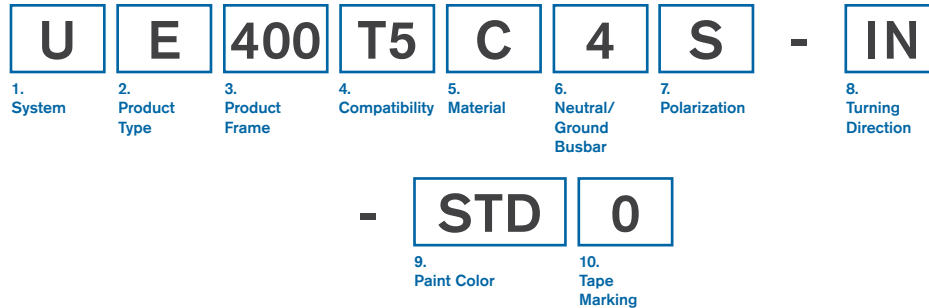 U E 400 T5 C 4 S - IN
1. 2. 3. 4. 5. 6. 7. 8.
System Product Product Compatibility Material Neutral/ Polarization Turning
Type Frame Ground Direction
Busbar
- STD 0
9. 10.
Paint Color Tape
Marking